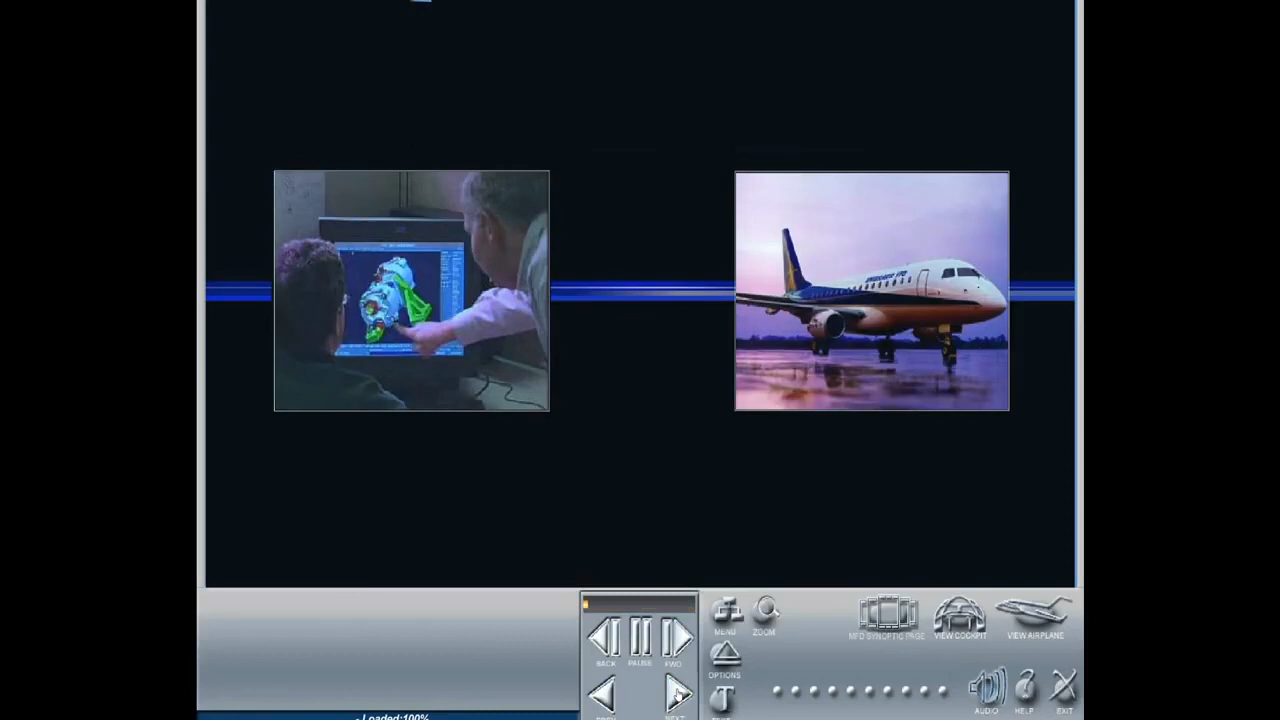 BACK
PAUSE
FWD
MENU
ZOOM
OPTIONS
MFD SYNOPTIC PAGE
VIEW COCKPIT
VIEW AIRPLANE
AUDIO
HELP
EXIT
- Loaded:100%